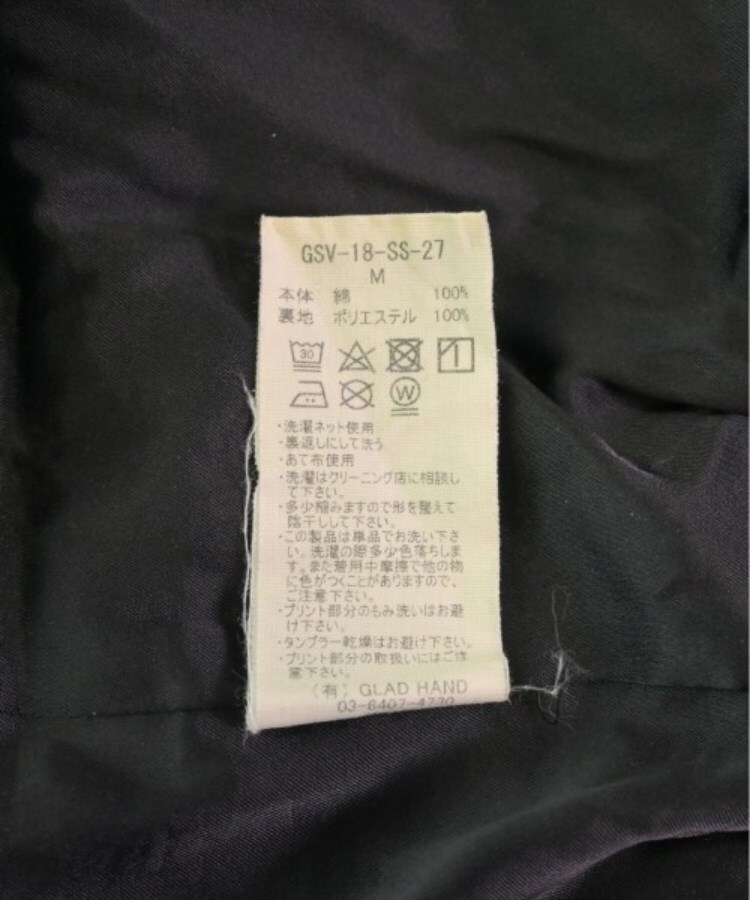 GSV-18-SS-27
M
本体 綿 100%
裏地 ポリエステル 100%
30
W
・洗濯ネット使用
・裏返しにして洗う
・あて布使用
・洗濯はクリーニング店に相談し
て下さい。
・多少縮みますので形を整えて
陰干しして下さい。
・この製品は単品でお洗い下さ
い。洗濯の際多少色落ちしま
す。また着用中摩擦で他の物
に色がつくことがありますので、
ご注意下さい。
・プリント部分のもみ洗いはお避
け下さい。
・タンブラー乾燥はお避け下さい。
・プリント部分の取扱いにはご注
意下さい。
(有) GLAD HAND
03-6407-4770